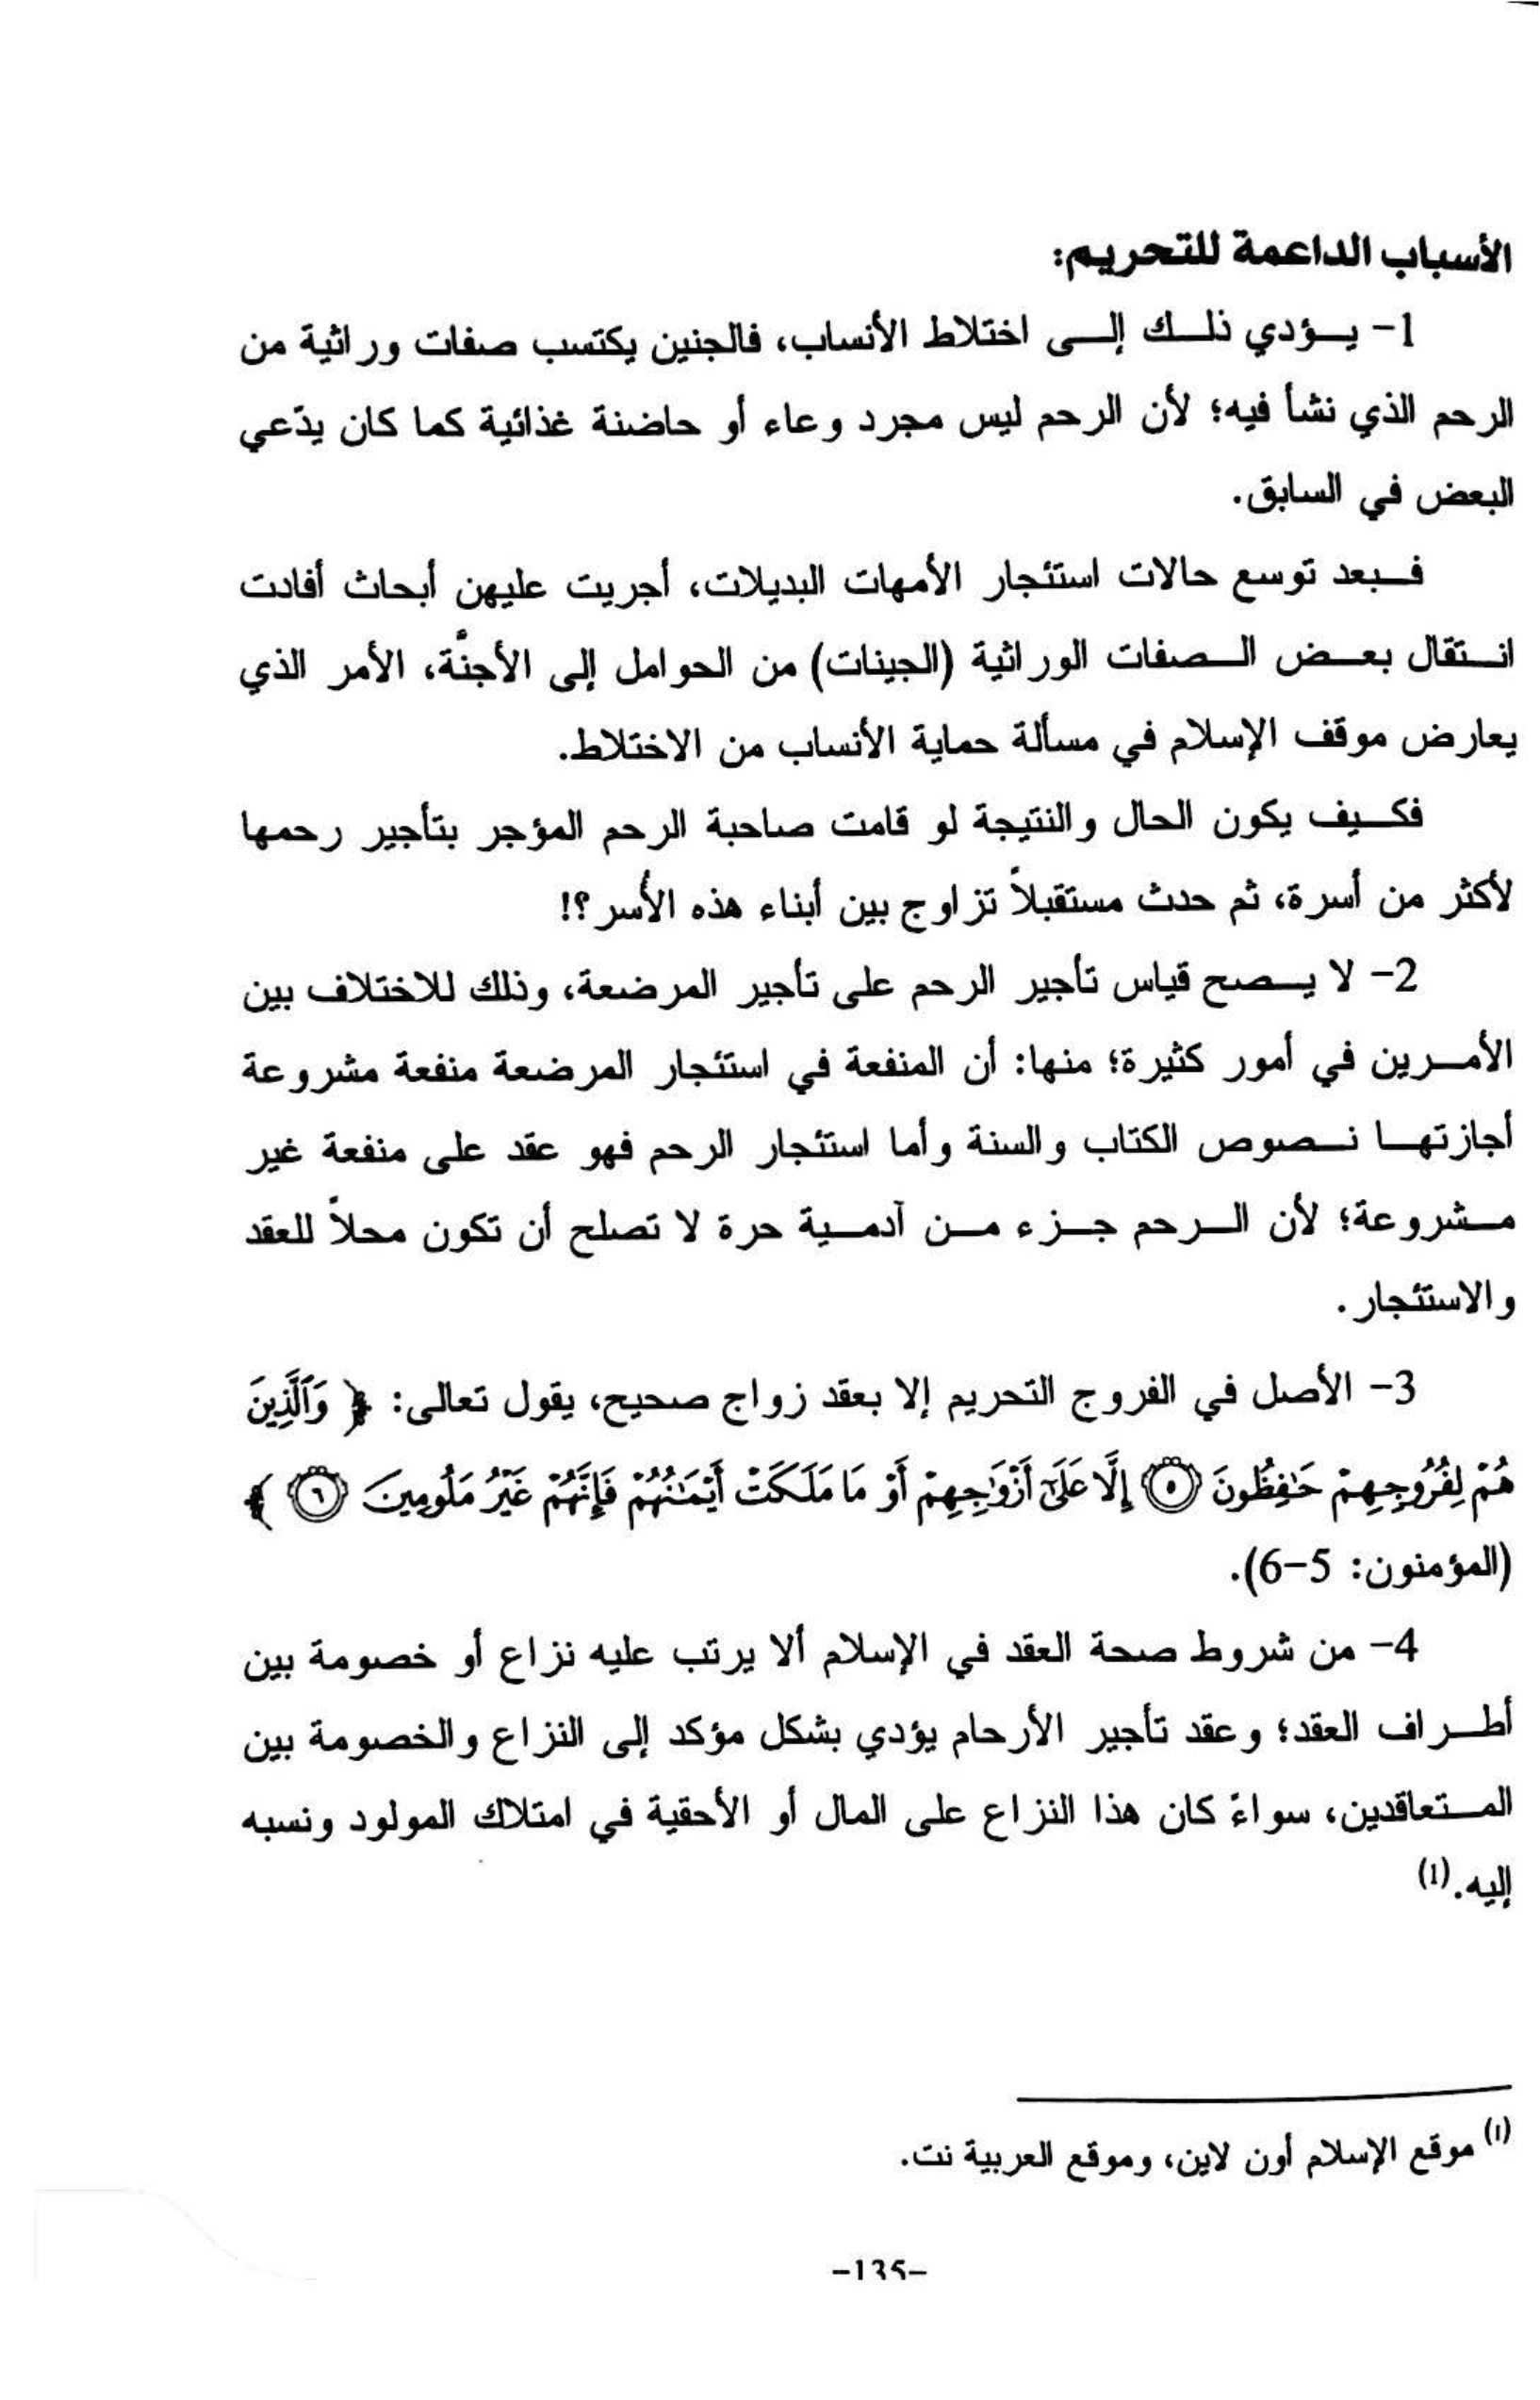 الأسباب الداعمة للتحريم:
1- يؤدي ذلك إلى اختلاط الأنساب، فالجنين يكتسب صفات وراثية من
الرحم الذي نشأ فيه؛ لأن الرحم ليس مجرد وعاء أو حاضنة غذائية كما كان يدّعي
البعض في السابق.
فبعد توسع حالات استئجار الأمهات البديلات، أجريت عليهن أبحاث أفادت
انتقال بعض الصفات الوراثية (الجينات) من الحوامل إلى الأجنَّة، الأمر الذي
يعارض موقف الإسلام في مسألة حماية الأنساب من الاختلاط.
فكيف يكون الحال والنتيجة لو قامت صاحبة الرحم المؤجر بتأجير رحمها
لأكثر من أسرة، ثم حدث مستقبلاً تزاوج بين أبناء هذه الأُسر؟!
2- لا يصح قياس تأجير الرحم على تأجير المرضعة، وذلك للاختلاف بين
الأمرين في أمور كثيرة؛ منها: أن المنفعة في استئجار المرضعة منفعة مشروعة
أجازتها نصوص الكتاب والسنة وأما استئجار الرحم فهو عقد على منفعة غير
مشروعة؛ لأن الرحم جزء من آدمية حرة لا تصلح أن تكون محلاً للعقد
والاستئجار.
3- الأصل في الفروج التحريم إلا بعقد زواج صحيح، يقول تعالى: ﴿ وَٱلَّذِينَ
هُمْ لِفُرُوجِهِمْ حَٰفِظُونَ ۝٥ إِلَّا عَلَىٰٓ أَزْوَٰجِهِمْ أَوْ مَا مَلَكَتْ أَيْمَٰنُهُمْ فَإِنَّهُمْ غَيْرُ مَلُومِينَ ۝٦ ﴾
(المؤمنون: 5-6).
4- من شروط صحة العقد في الإسلام ألا يرتب عليه نزاع أو خصومة بين
أطراف العقد؛ وعقد تأجير الأرحام يؤدي بشكل مؤكد إلى النزاع والخصومة بين
المتعاقدين، سواءً كان هذا النزاع على المال أو الأحقية في امتلاك المولود ونسبه
إليه.(1)
(1) موقع الإسلام أون لاين، وموقع العربية نت.
-135-